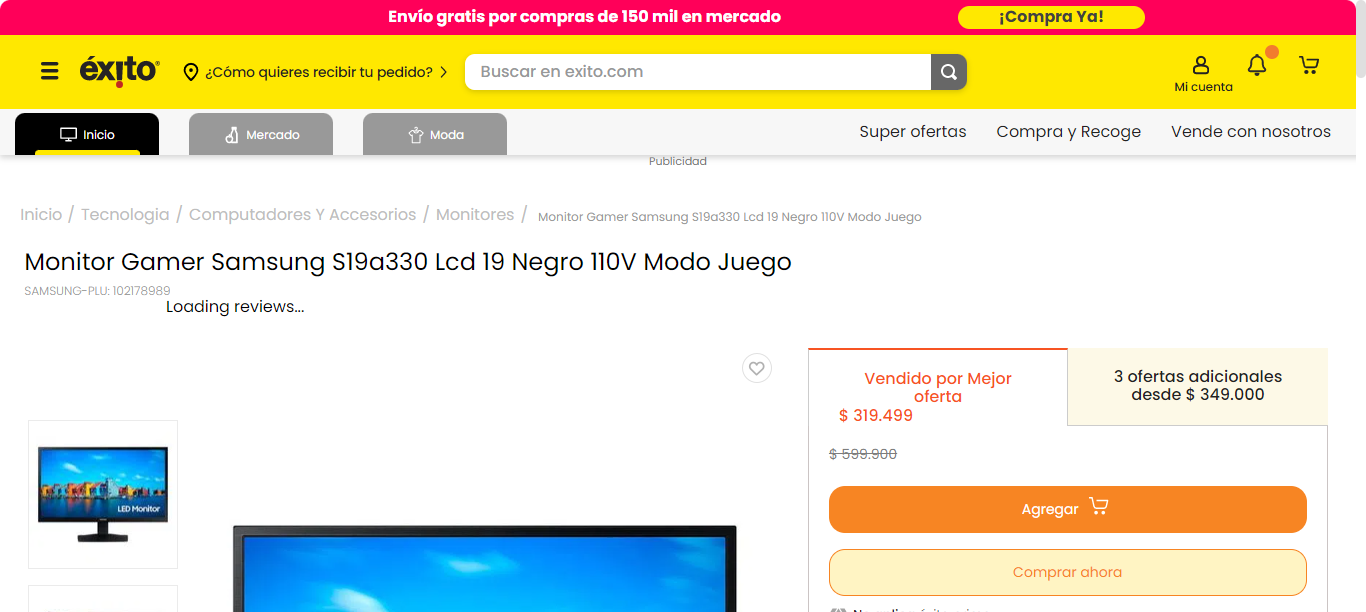 Envío gratis por compras de 150 mil en mercado
¡Compra Ya!
éxito
¿Cómo quieres recibir tu pedido?
Buscar en exito.com
Mi cuenta
Inicio
Mercado
Moda
Super ofertas
Compra y Recoge
Vende con nosotros
Publicidad
Inicio / Tecnologia / Computadores Y Accesorios / Monitores / Monitor Gamer Samsung S19a330 Lcd 19 Negro 110V Modo Juego
Monitor Gamer Samsung S19a330 Lcd 19 Negro 110V Modo Juego
SAMSUNG-PLU: 102178989
Loading reviews...
LED Monitor
Vendido por Mejor
oferta
$ 319.499
3 ofertas adicionales
desde $ 349.000
$ 599.900
Agregar
Comprar ahora